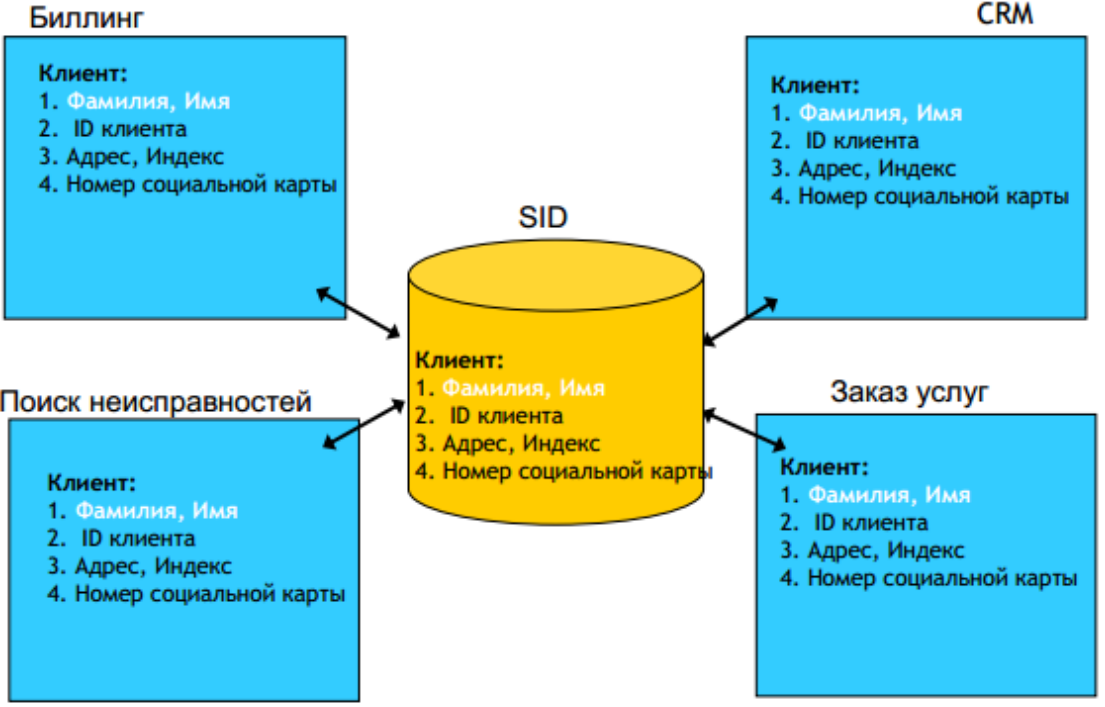 Биллинг
Клиент:
1. Фамилия, Имя
2. ID клиента
3. Адрес, Индекс
4. Номер социальной карты
CRM
Клиент:
1. Фамилия, Имя
2. ID клиента
3. Адрес, Индекс
4. Номер социальной карты
SID
Клиент:
1. Фамилия, Имя
2. ID клиента
3. Адрес, Индекс
4. Номер социальной карты
Поиск неисправностей
Клиент:
1. Фамилия, Имя
2. ID клиента
3. Адрес, Индекс
4. Номер социальной карты
Заказ услуг
Клиент:
1. Фамилия, Имя
2. ID клиента
3. Адрес, Индекс
4. Номер социальной карты